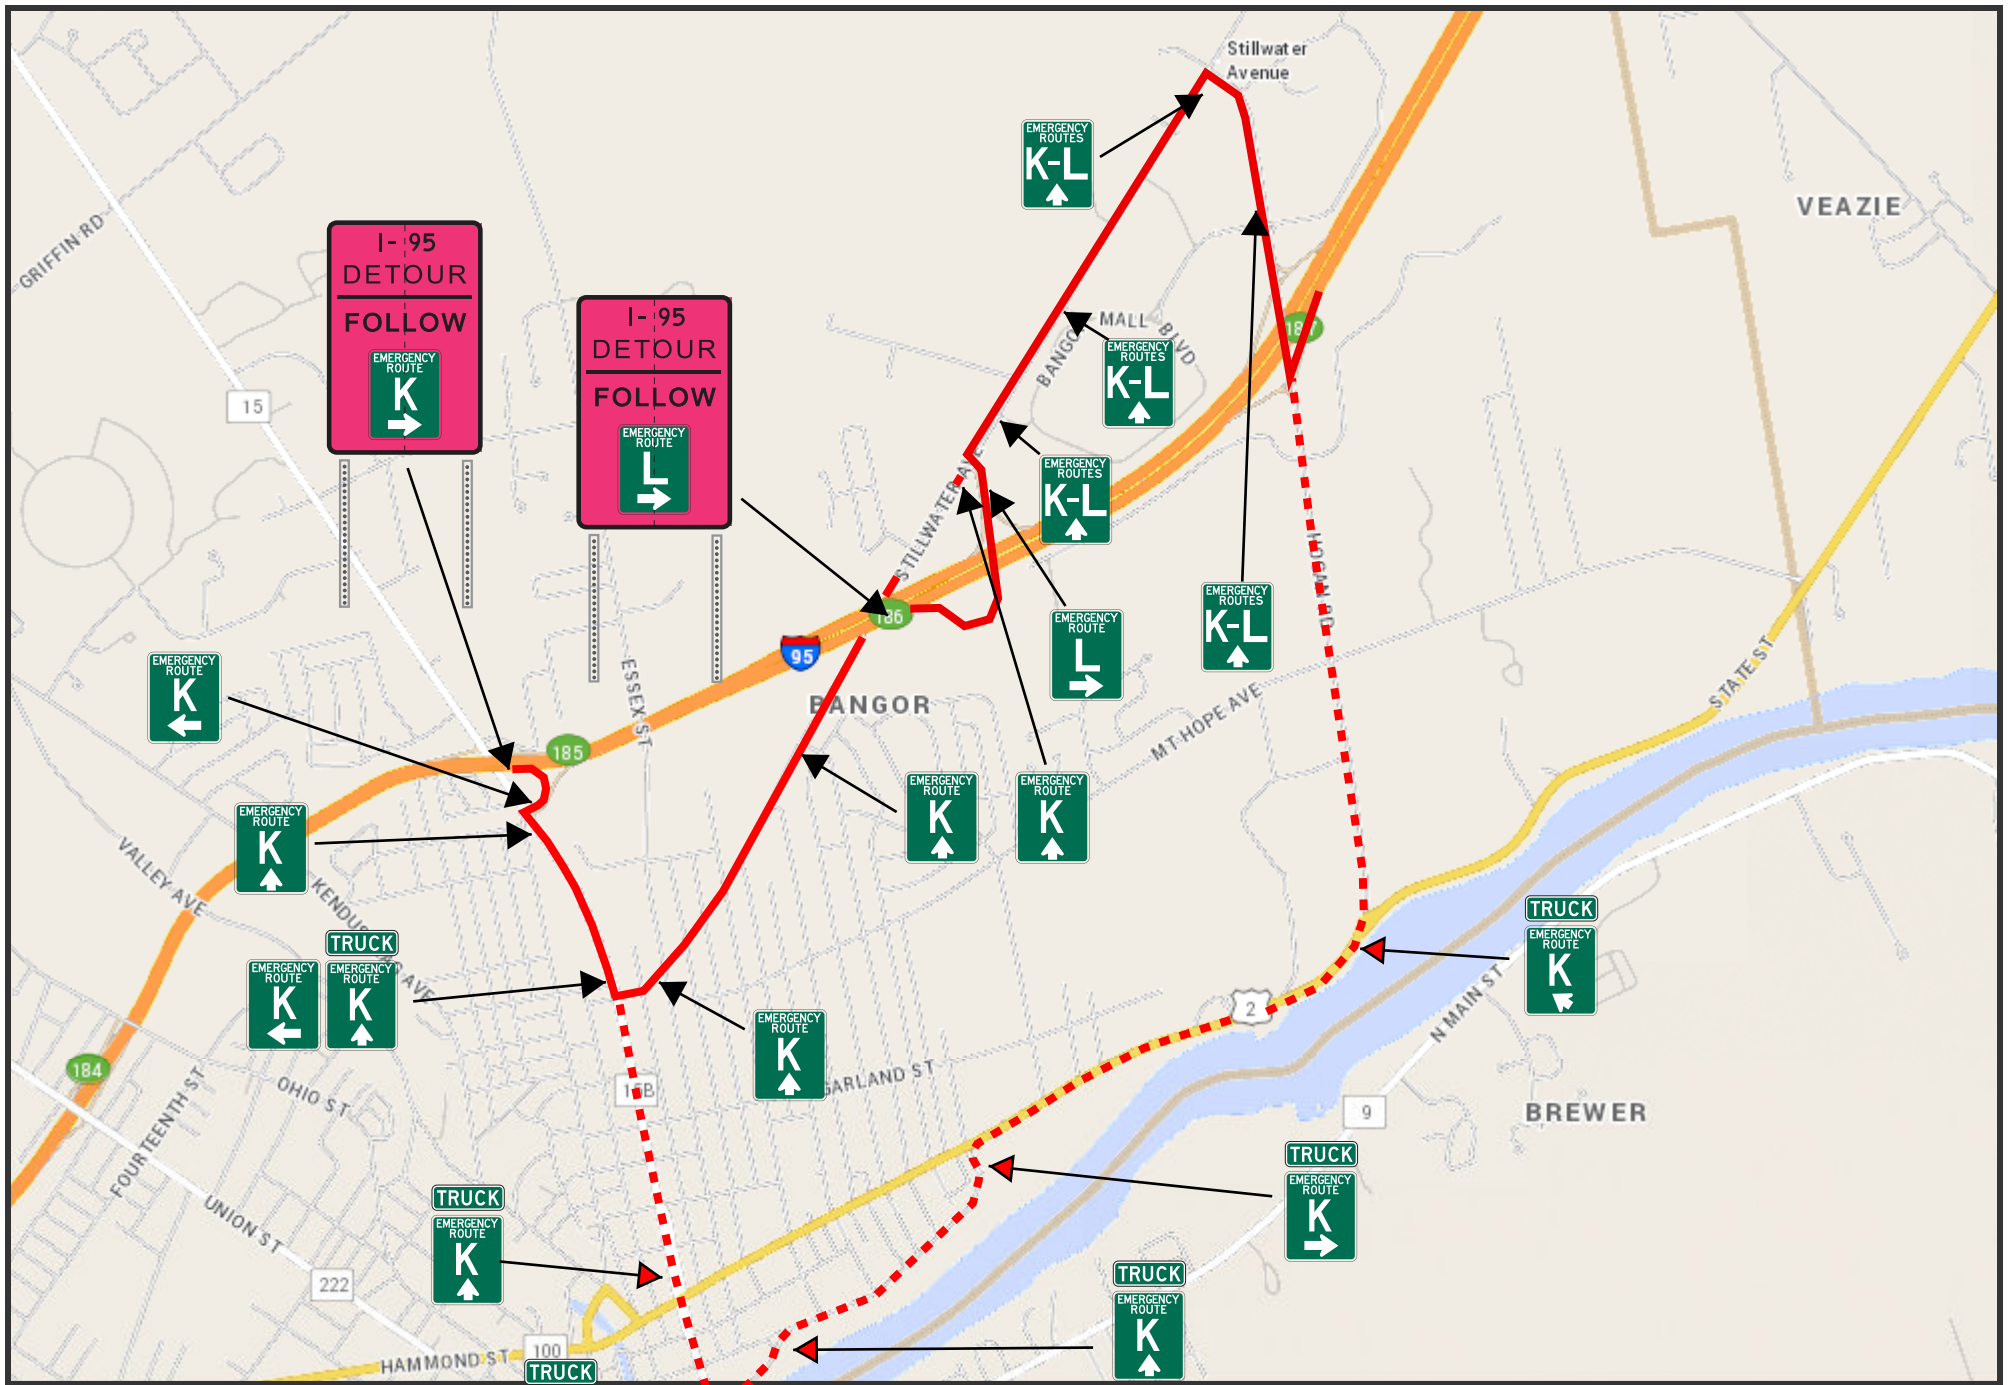 Stillwater
Avenue
EMERGENCY
ROUTES
K-L
VEAZIE
GRIFFIN RD
I-95
DETOUR
FOLLOW
EMERGENCY
ROUTE
K
I-95
DETOUR
FOLLOW
EMERGENCY
ROUTE
L
BANGOR MALL BLVD
187
EMERGENCY
ROUTES
K-L
15
STILLWATER AVE
EMERGENCY
ROUTES
K-L
HOGAN RD
EMERGENCY
ROUTES
K-L
186
95
EMERGENCY
ROUTE
L
EMERGENCY
ROUTE
K
ESSEX ST
BANGOR
MT HOPE AVE
STATE ST
185
EMERGENCY
ROUTE
K
EMERGENCY
ROUTE
K
EMERGENCY
ROUTE
K
VALLEY AVE
KENDUSKEAG AVE
TRUCK
EMERGENCY
ROUTE
K
EMERGENCY
ROUTE
K
TRUCK
EMERGENCY
ROUTE
K
2
N MAIN ST
EMERGENCY
ROUTE
K
184
15B
GARLAND ST
OHIO ST
FOURTEENTH ST
9
BREWER
UNION ST
TRUCK
EMERGENCY
ROUTE
K
TRUCK
EMERGENCY
ROUTE
K
222
TRUCK
EMERGENCY
ROUTE
K
HAMMOND ST
100
TRUCK